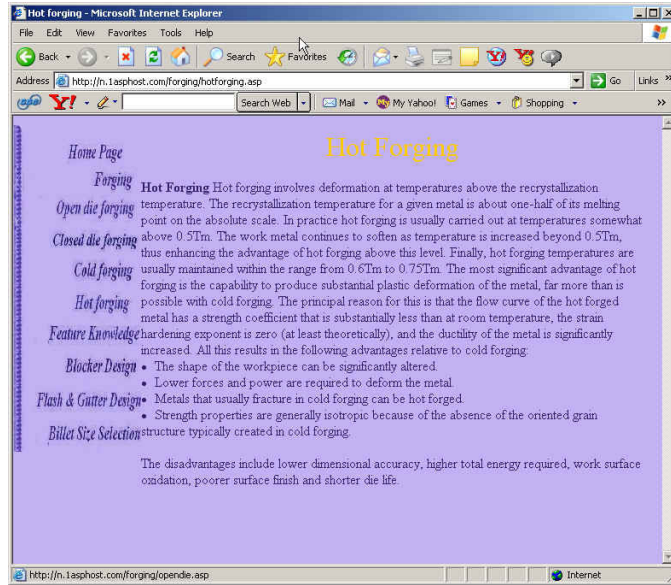 Hot forging - Microsoft Internet Explorer
File Edit View Favorites Tools Help
Back Search Favorites
Address http://n.1asphost.com/forging/hotforging.asp Go Links »
Y! Search Web Mail My Yahoo! Games Shopping »
Hot Forging
Home Page
Forging
Open die forging
Closed die forging
Cold forging
Hot forging
Feature Knowledge
Blocker Design
Flash & Gutter Design
Billet Size Selection
Hot Forging Hot forging involves deformation at temperatures above the recrystallization
temperature. The recrystallization temperature for a given metal is about one-half of its melting
point on the absolute scale. In practice hot forging is usually carried out at temperatures somewhat
above 0.5Tm. The work metal continues to soften as temperature is increased beyond 0.5Tm,
thus enhancing the advantage of hot forging above this level. Finally, hot forging temperatures are
usually maintained within the range from 0.6Tm to 0.75Tm. The most significant advantage of hot
forging is the capability to produce substantial plastic deformation of the metal, far more than is
possible with cold forging. The principal reason for this is that the flow curve of the hot forged
metal has a strength coefficient that is substantially less than at room temperature, the strain
hardening exponent is zero (at least theoretically), and the ductility of the metal is significantly
increased. All this results in the following advantages relative to cold forging:
• The shape of the workpiece can be significantly altered.
• Lower forces and power are required to deform the metal.
• Metals that usually fracture in cold forging can be hot forged.
• Strength properties are generally isotropic because of the absence of the oriented grain
structure typically created in cold forging.
The disadvantages include lower dimensional accuracy, higher total energy required, work surface
oxidation, poorer surface finish and shorter die life.
http://n.1asphost.com/forging/opendie.asp Internet